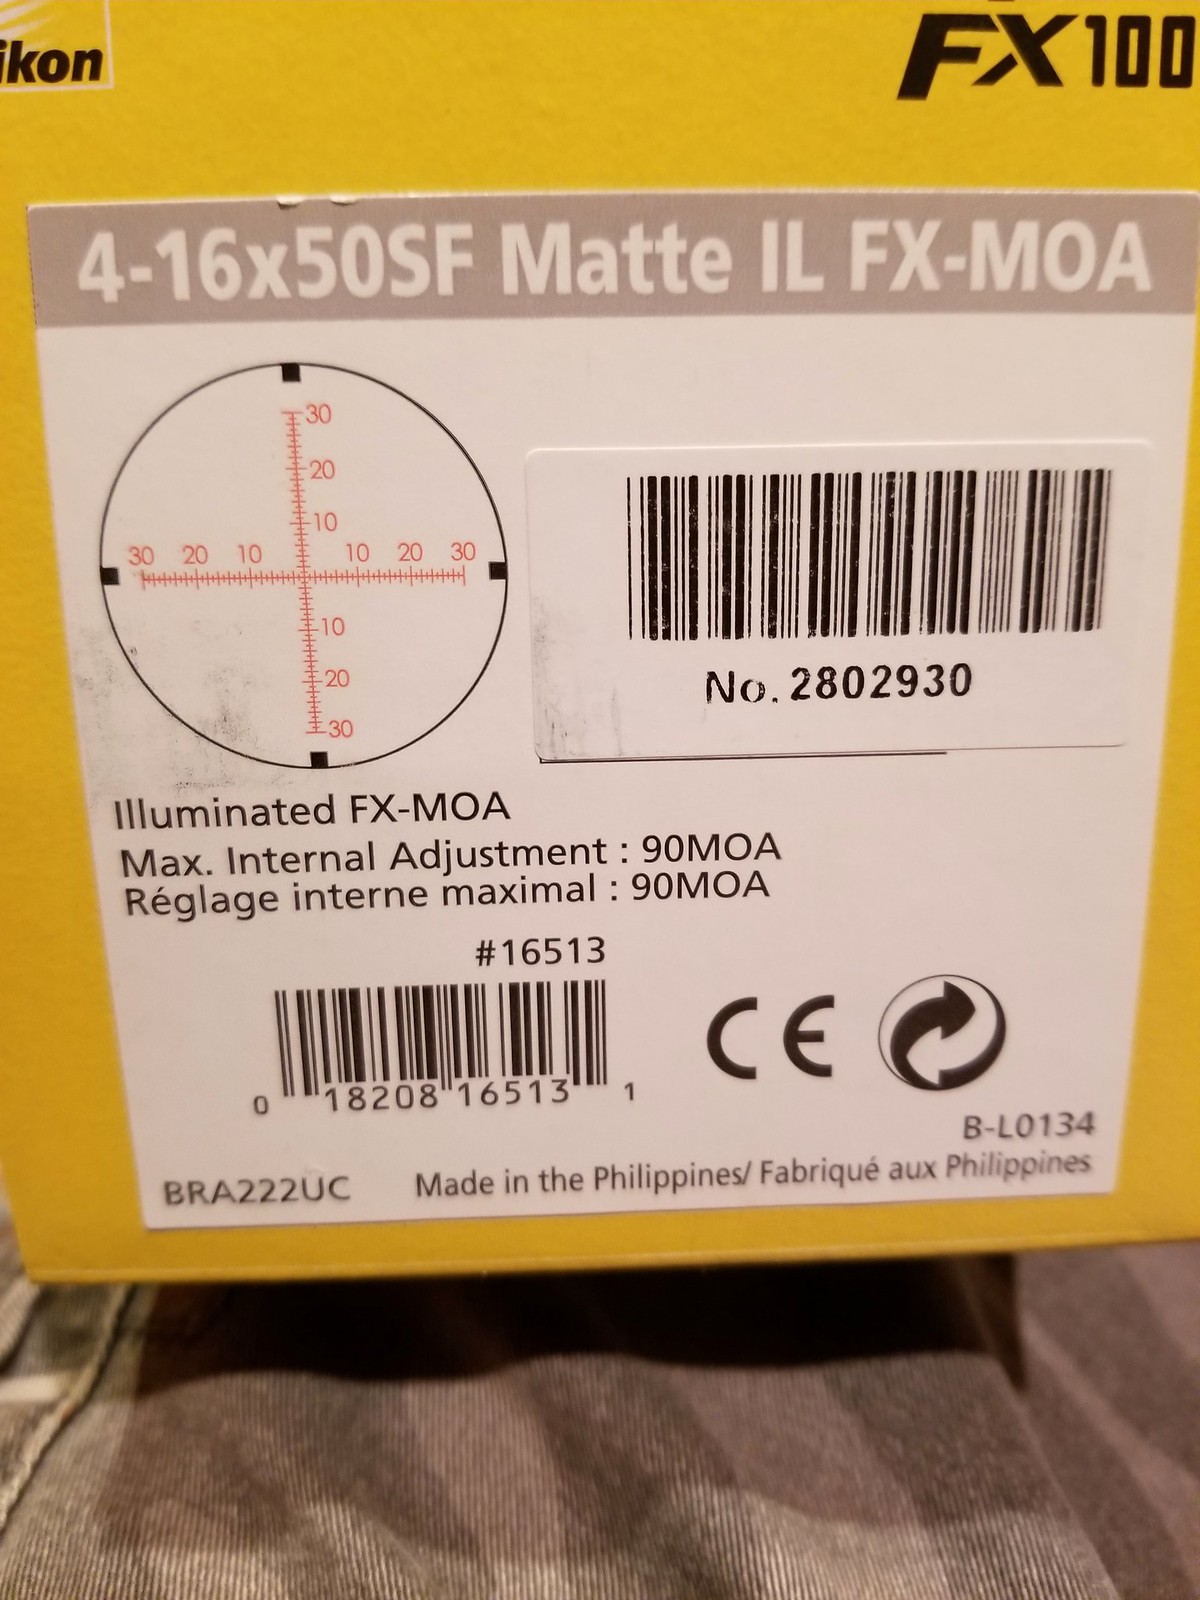 ikon
FX100
4-16x50SF Matte IL FX-MOA
30
20
10
30 20 10 10 20 30
10
20
30
No. 2802930
Illuminated FX-MOA
Max. Internal Adjustment : 90MOA
Réglage interne maximal : 90MOA
#16513
0 18208 16513 1
CE
B-L0134
BRA222UC Made in the Philippines/ Fabriqué aux Philippines